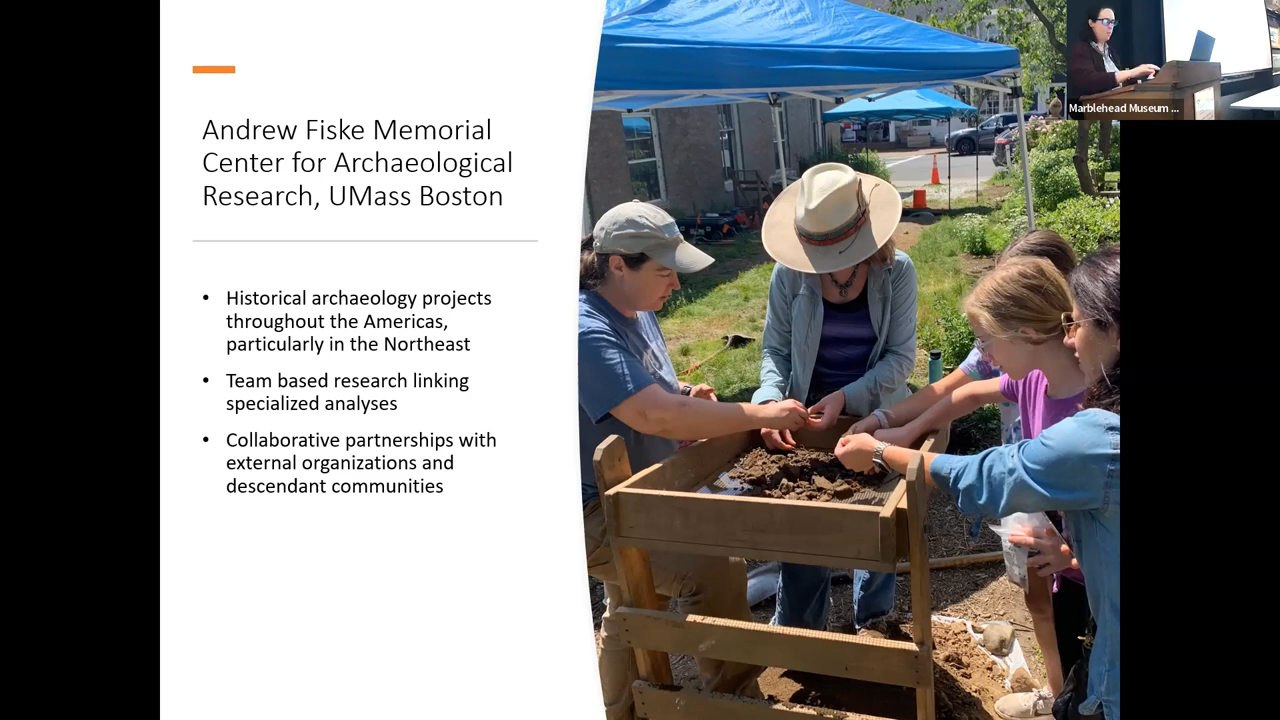 Andrew Fiske Memorial
Center for Archaeological
Research, UMass Boston
• Historical archaeology projects
throughout the Americas,
particularly in the Northeast
• Team based research linking
specialized analyses
• Collaborative partnerships with
external organizations and
descendant communities
Marblehead Museum ...